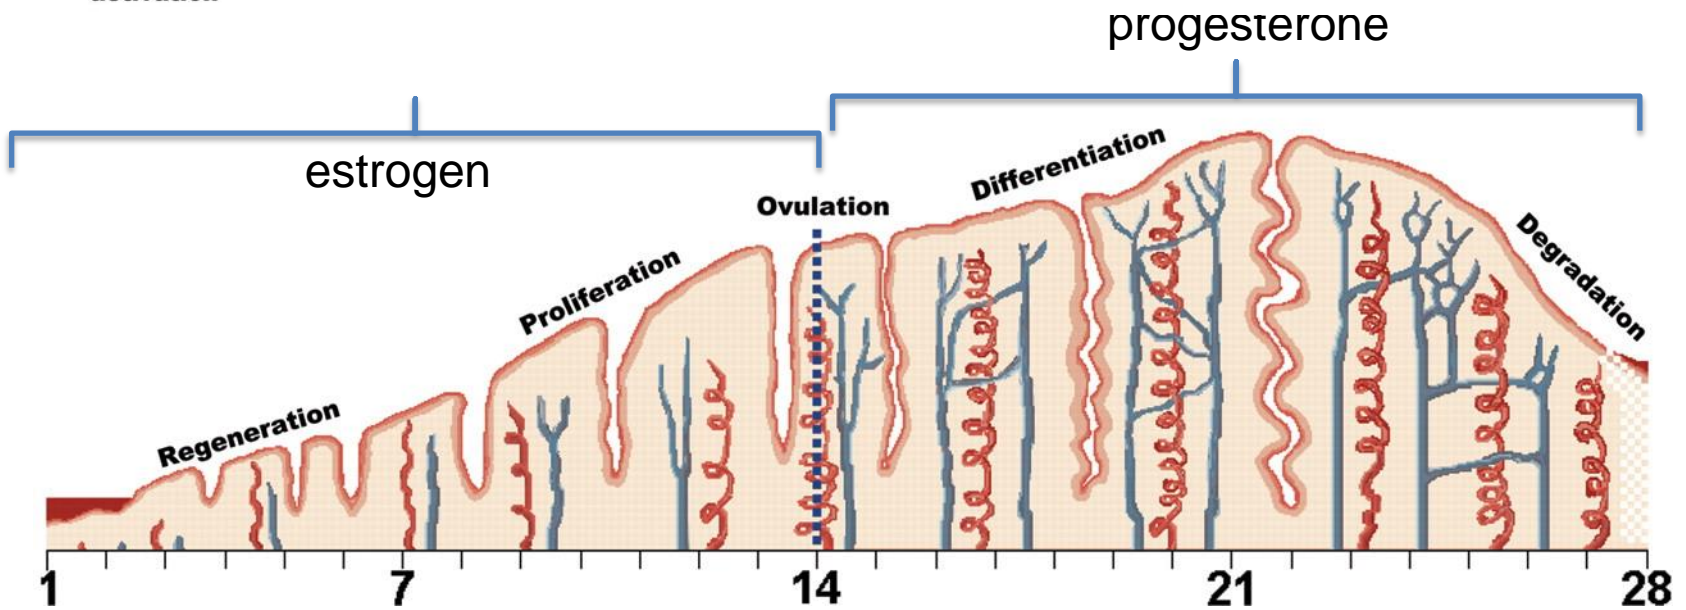 progesterone
estrogen
Differentiation
Ovulation
Proliferation
Degradation
Regeneration
1 7 14 21 28